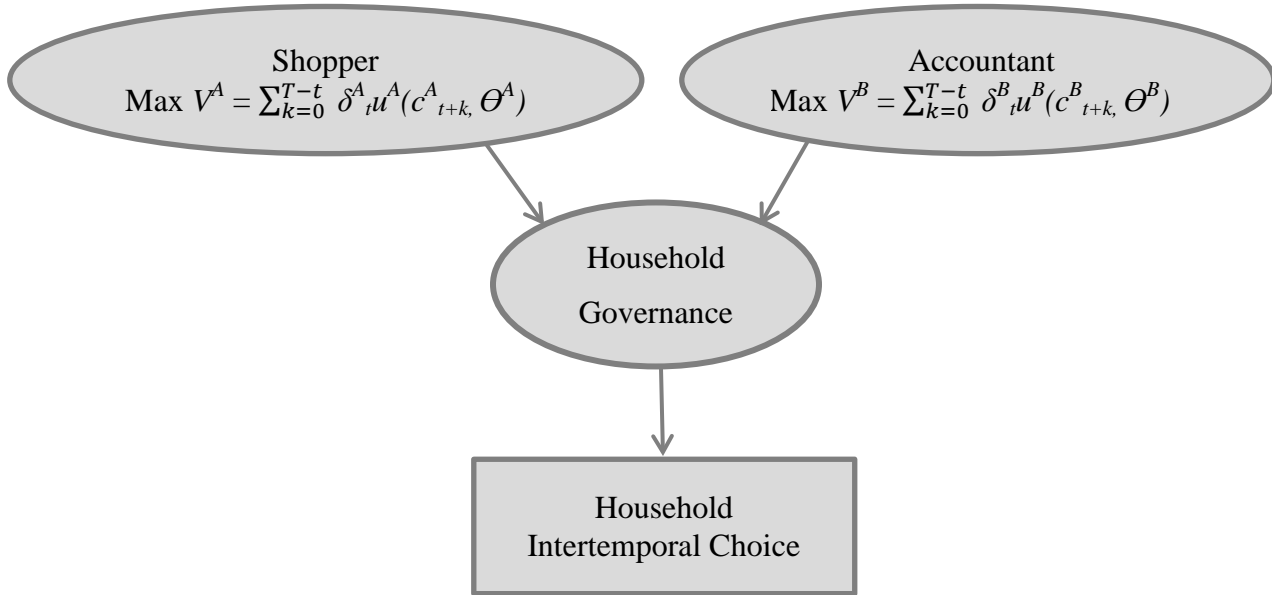 Shopper
Max V^A = ∑_{k=0}^{T−t} δ^A_t u^A(c^A_{t+k}, Θ^A)
Accountant
Max V^B = ∑_{k=0}^{T−t} δ^B_t u^B(c^B_{t+k}, Θ^B)
Household
Governance
Household
Intertemporal Choice